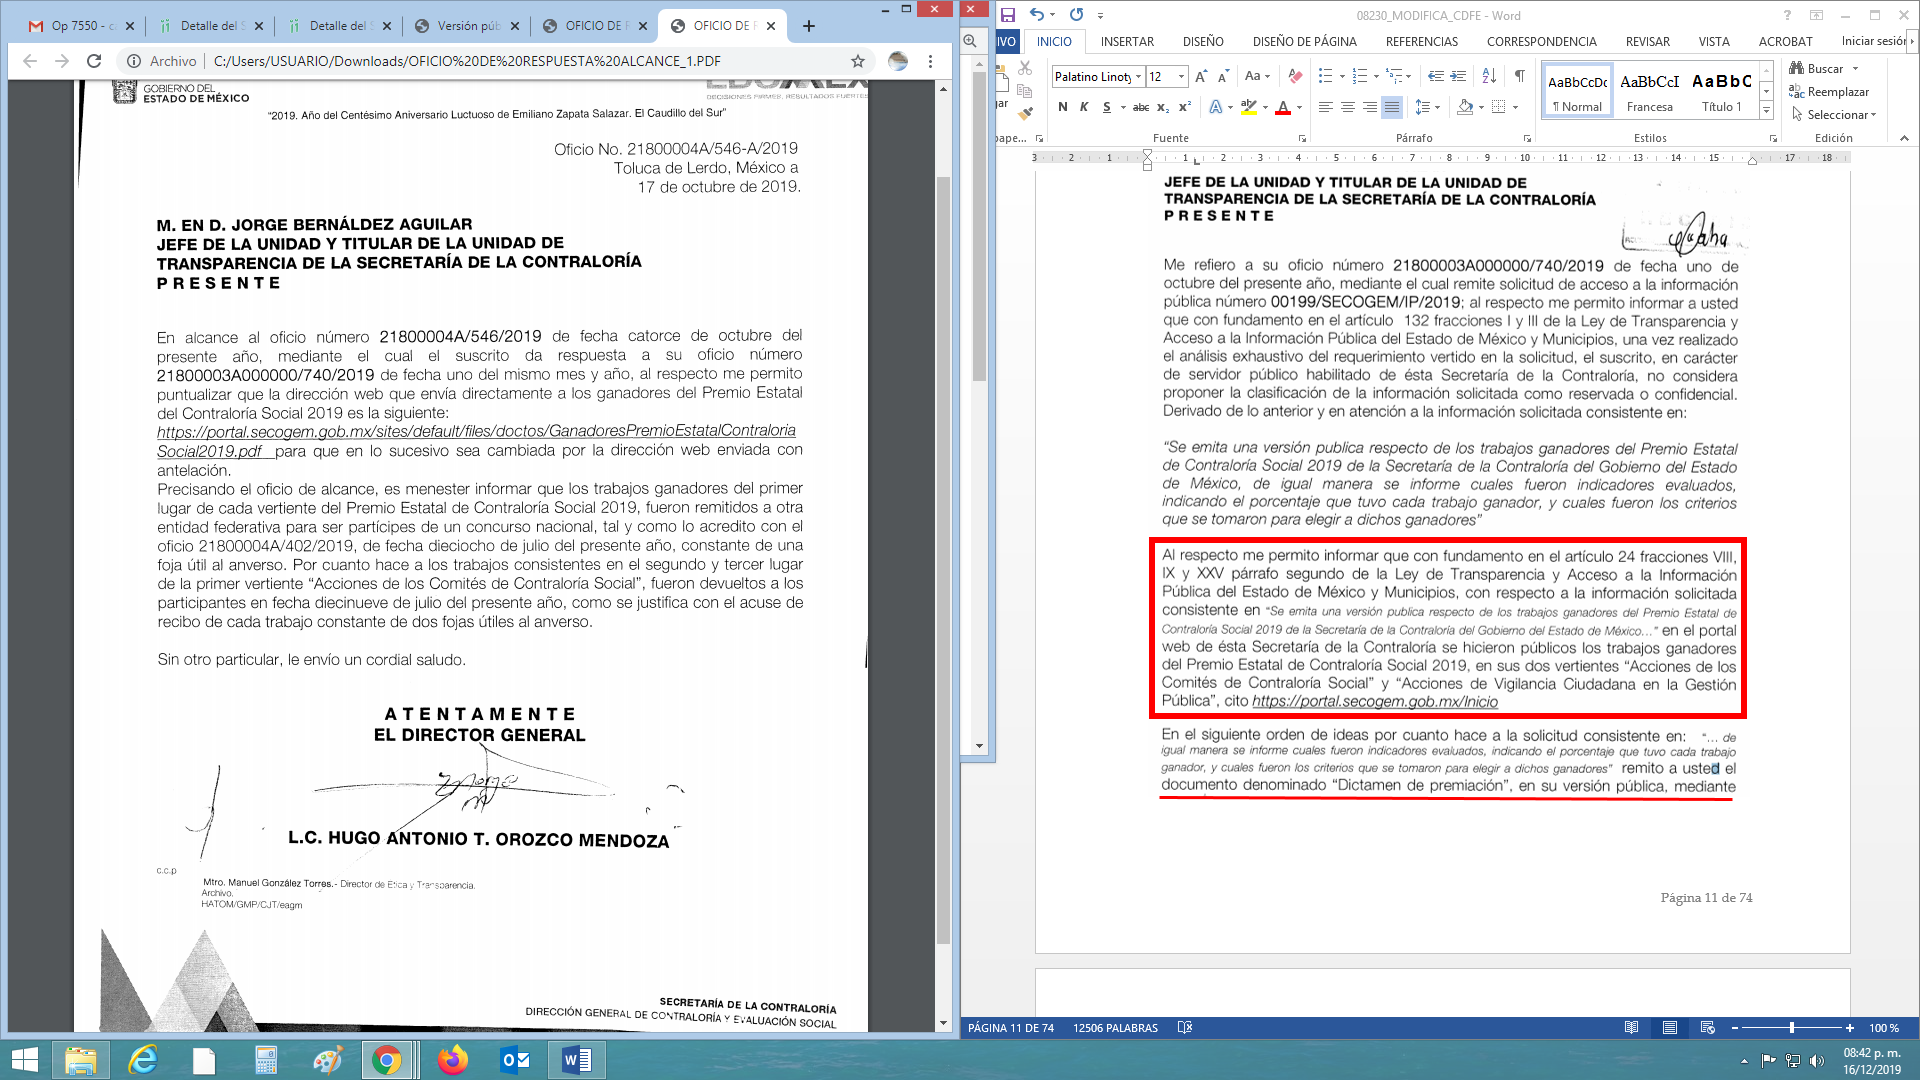 Op 7550 - c
Detalle del S
Detalle del S
Versión púb
OFICIO DE R
OFICIO DE R
Archivo
C:/Users/USUARIO/Downloads/OFICIO%20DE%20RESPUESTA%20ALCANCE_1.PDF
GOBIERNO DEL
ESTADO DE MÉXICO
DECISIONES FIRMES, RESULTADOS FUERTES
"2019. Año del Centésimo Aniversario Luctuoso de Emiliano Zapata Salazar. El Caudillo del Sur"
Oficio No. 21800004A/546-A/2019
Toluca de Lerdo, México a
17 de octubre de 2019.
M. EN D. JORGE BERNÁLDEZ AGUILAR
JEFE DE LA UNIDAD Y TITULAR DE LA UNIDAD DE
TRANSPARENCIA DE LA SECRETARÍA DE LA CONTRALORÍA
P R E S E N T E
En alcance al oficio número 21800004A/546/2019 de fecha catorce de octubre del
presente año, mediante el cual el suscrito da respuesta a su oficio número
21800003A000000/740/2019 de fecha uno del mismo mes y año, al respecto me permito
puntualizar que la dirección web que envía directamente a los ganadores del Premio Estatal
del Contraloría Social 2019 es la siguiente:
https://portal.secogem.gob.mx/sites/default/files/doctos/GanadoresPremioEstatalContraloria
Social2019.pdf para que en lo sucesivo sea cambiada por la dirección web enviada con
antelación.
Precisando el oficio de alcance, es menester informar que los trabajos ganadores del primer
lugar de cada vertiente del Premio Estatal de Contraloría Social 2019, fueron remitidos a otra
entidad federativa para ser partícipes de un concurso nacional, tal y como lo acredito con el
oficio 21800004A/402/2019, de fecha dieciocho de julio del presente año, constante de una
foja útil al anverso. Por cuanto hace a los trabajos consistentes en el segundo y tercer lugar
de la primer vertiente "Acciones de los Comités de Contraloría Social", fueron devueltos a los
participantes en fecha diecinueve de julio del presente año, como se justifica con el acuse de
recibo de cada trabajo constante de dos fojas útiles al anverso.
Sin otro particular, le envío un cordial saludo.
A T E N T A M E N T E
EL DIRECTOR GENERAL
L.C. HUGO ANTONIO T. OROZCO MENDOZA
c.c.p
Mtro. Manuel González Torres.- Director de Ética y Transparencia.
Archivo.
HATOM/GMP/CJT/eagm
SECRETARÍA DE LA CONTRALORÍA
DIRECCIÓN GENERAL DE CONTRALORÍA Y EVALUACIÓN SOCIAL
08230_MODIFICA_CDFE - Word
IVO INICIO INSERTAR DISEÑO DISEÑO DE PÁGINA REFERENCIAS CORRESPONDENCIA REVISAR VISTA ACROBAT Iniciar sesión
gar
Palatino Linoty 12
N K S abc x₂ x²
AaBbCcDc AaBbCcI AaBbC
¶ Normal Francesa Título 1
Buscar
Reemplazar
Seleccionar
pape... Fuente Párrafo Estilos Edición
3 2 1 1 2 3 4 5 6 7 8 9 10 11 12 13 14 15 17 18
JEFE DE LA UNIDAD Y TITULAR DE LA UNIDAD DE
TRANSPARENCIA DE LA SECRETARÍA DE LA CONTRALORÍA
P R E S E N T E
Me refiero a su oficio número 21800003A000000/740/2019 de fecha uno de
octubre del presente año, mediante el cual remite solicitud de acceso a la información
pública número 00199/SECOGEM/IP/2019; al respecto me permito informar a usted
que con fundamento en el artículo 132 fracciones I y III de la Ley de Transparencia y
Acceso a la Información Pública del Estado de México y Municipios, una vez realizado
el análisis exhaustivo del requerimiento vertido en la solicitud, el suscrito, en carácter
de servidor público habilitado de ésta Secretaría de la Contraloría, no considera
proponer la clasificación de la información solicitada como reservada o confidencial.
Derivado de lo anterior y en atención a la información solicitada consistente en:
"Se emita una versión publica respecto de los trabajos ganadores del Premio Estatal
de Contraloría Social 2019 de la Secretaría de la Contraloría del Gobierno del Estado
de México, de igual manera se informe cuales fueron indicadores evaluados,
indicando el porcentaje que tuvo cada trabajo ganador, y cuales fueron los criterios
que se tomaron para elegir a dichos ganadores"
Al respecto me permito informar que con fundamento en el artículo 24 fracciones VIII,
IX y XXV párrafo segundo de la Ley de Transparencia y Acceso a la Información
Pública del Estado de México y Municipios, con respecto a la información solicitada
consistente en "Se emita una versión publica respecto de los trabajos ganadores del Premio Estatal de
Contraloría Social 2019 de la Secretaría de la Contraloría del Gobierno del Estado de México..." en el portal
web de ésta Secretaría de la Contraloría se hicieron públicos los trabajos ganadores
del Premio Estatal de Contraloría Social 2019, en sus dos vertientes "Acciones de los
Comités de Contraloría Social" y "Acciones de Vigilancia Ciudadana en la Gestión
Pública", cito https://portal.secogem.gob.mx/Inicio
En el siguiente orden de ideas por cuanto hace a la solicitud consistente en: "... de
igual manera se informe cuales fueron indicadores evaluados, indicando el porcentaje que tuvo cada trabajo
ganador, y cuales fueron los criterios que se tomaron para elegir a dichos ganadores" remito a usted el
documento denominado "Dictamen de premiación", en su versión pública, mediante
Página 11 de 74
PÁGINA 11 DE 74 12506 PALABRAS
100 %
08:42 p. m.
16/12/2019